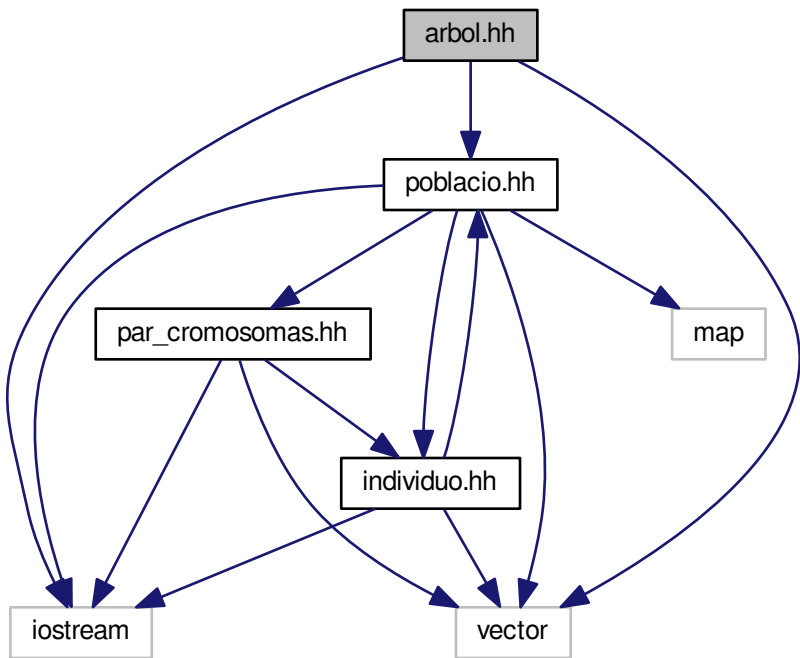 arbol.hh
poblacio.hh
par_cromosomas.hh
map
individuo.hh
iostream
vector